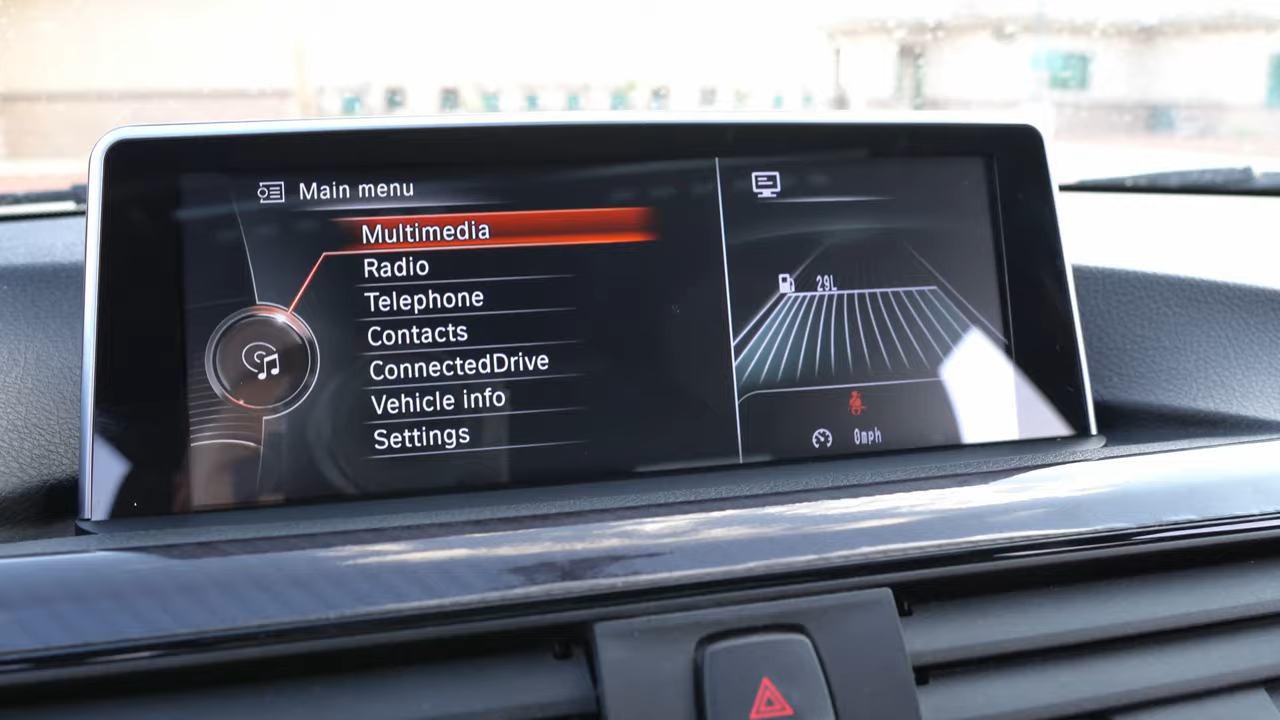 Main menu
Multimedia
Radio
Telephone
Contacts
ConnectedDrive
Vehicle info
Settings
29L
0mph